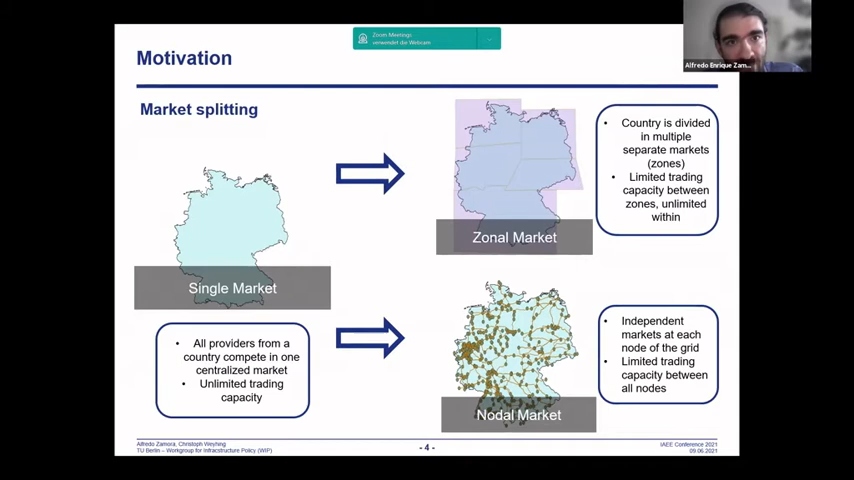 Zoom Meetings
verwendet die Webcam
Alfredo Enrique Zam...
Motivation
Market splitting
• Country is divided
in multiple
separate markets
(zones)
• Limited trading
capacity between
zones, unlimited
within
Zonal Market
Single Market
• All providers from a
country compete in one
centralized market
• Unlimited trading
capacity
• Independent
markets at each
node of the grid
• Limited trading
capacity between
all nodes
Nodal Market
Alfredo Zamora, Christoph Weyhing
TU Berlin – Workgroup for Infrastructure Policy (WIP)
- 4 -
IAEE Conference 2021
09.06.2021